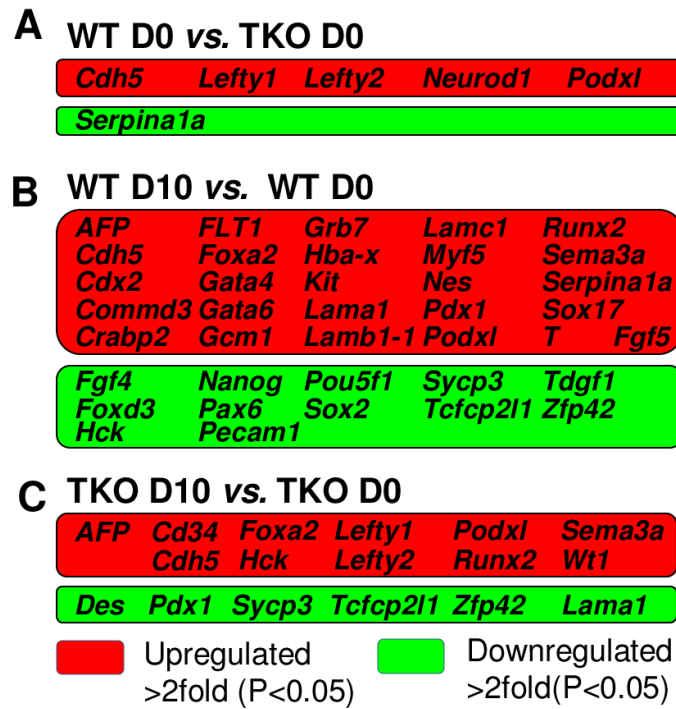 A
WT D0 vs. TKO D0
Cdh5 Lefty1 Lefty2 Neurod1 Podxl
Serpina1a
B
WT D10 vs. WT D0
AFP FLT1 Grb7 Lamc1 Runx2
Cdh5 Foxa2 Hba-x Myf5 Sema3a
Cdx2 Gata4 Kit Nes Serpina1a
Commd3 Gata6 Lama1 Pdx1 Sox17
Crabp2 Gcm1 Lamb1-1 Podxl T Fgf5
Fgf4 Nanog Pou5f1 Sycp3 Tdgf1
Foxd3 Pax6 Sox2 Tcfcp2l1 Zfp42
Hck Pecam1
C
TKO D10 vs. TKO D0
AFP Cd34 Foxa2 Lefty1 Podxl Sema3a
Cdh5 Hck Lefty2 Runx2 Wt1
Des Pdx1 Sycp3 Tcfcp2l1 Zfp42 Lama1
Upregulated
>2fold (P<0.05)
Downregulated
>2fold(P<0.05)